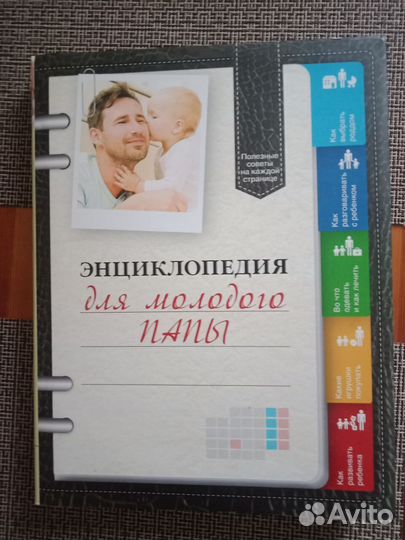 Полезные
советы
на каждой
странице
ЭНЦИКЛОПЕДИЯ
для молодого
ПАПЫ
Как
выбрать
роддом
Как
разговаривать
с ребенком
Во что
одевать
и как лечить
Какие
игрушки
покупать
Как
развивать
ребенка
Avito